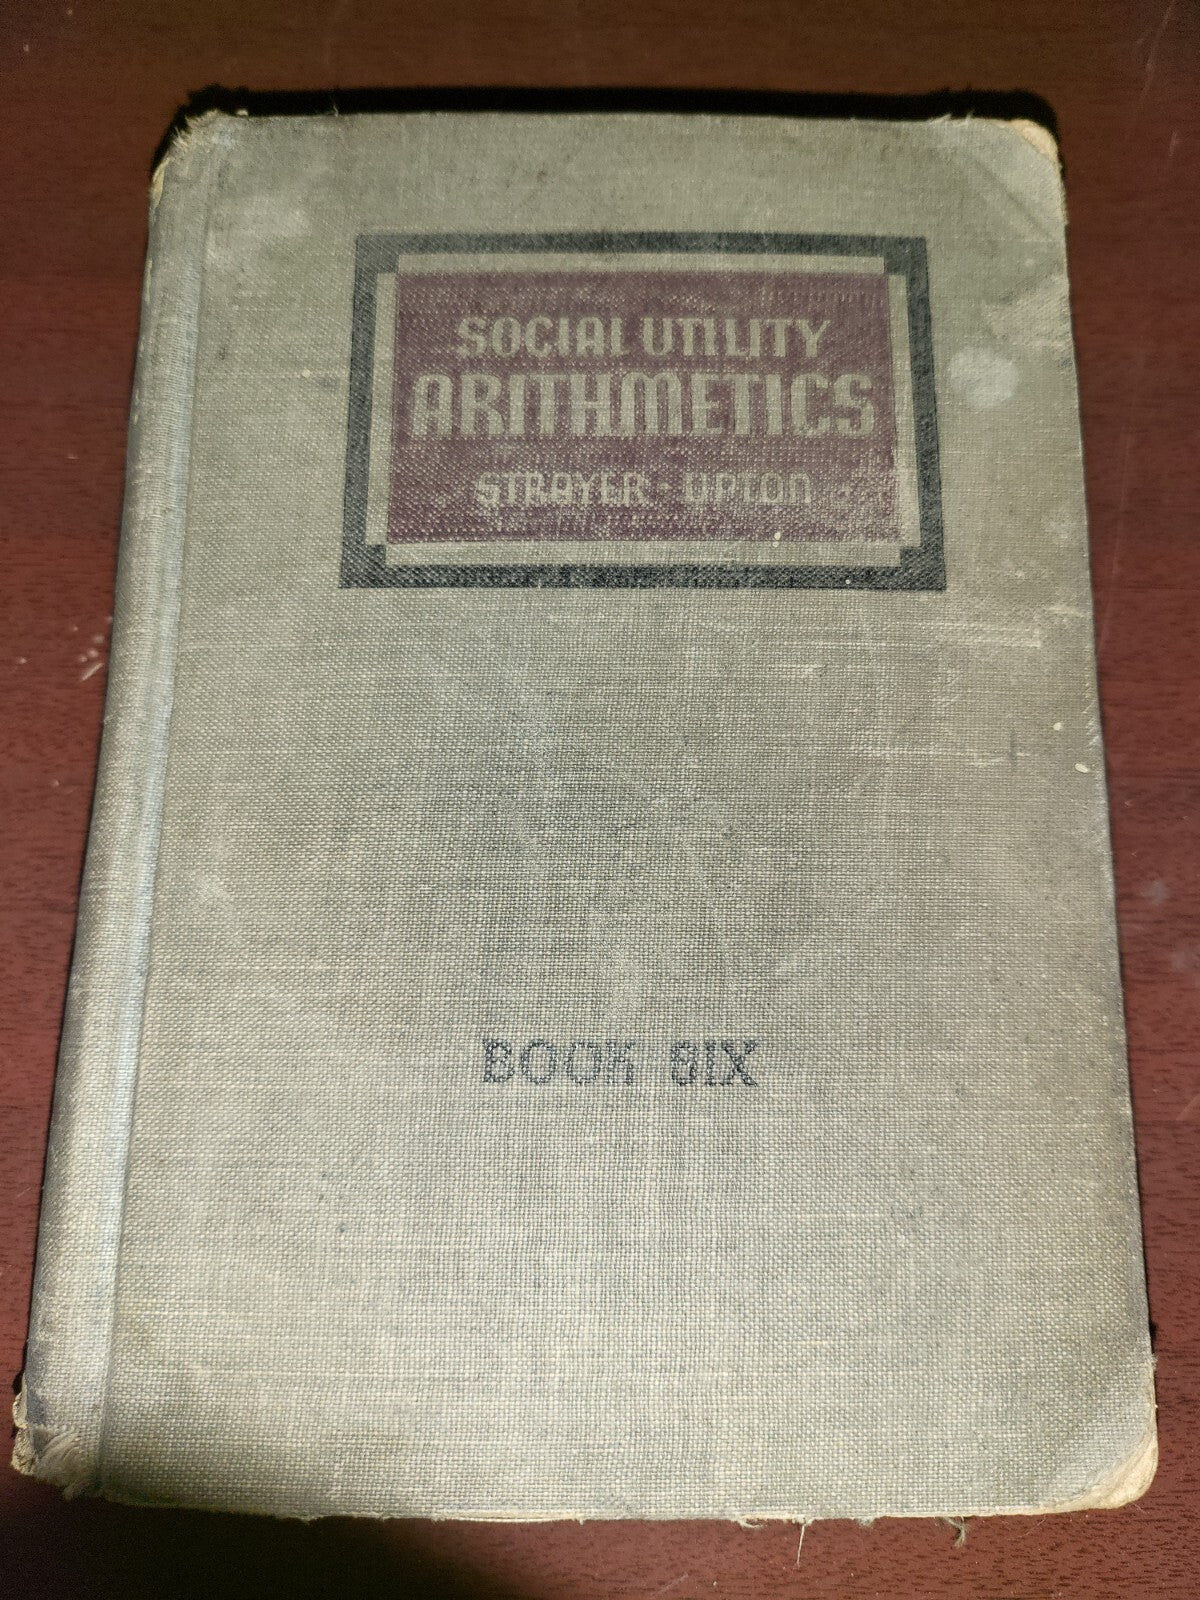 SOCIAL UTILITY
ARITHMETICS
STRAYER - UPTON
BOOK SIX